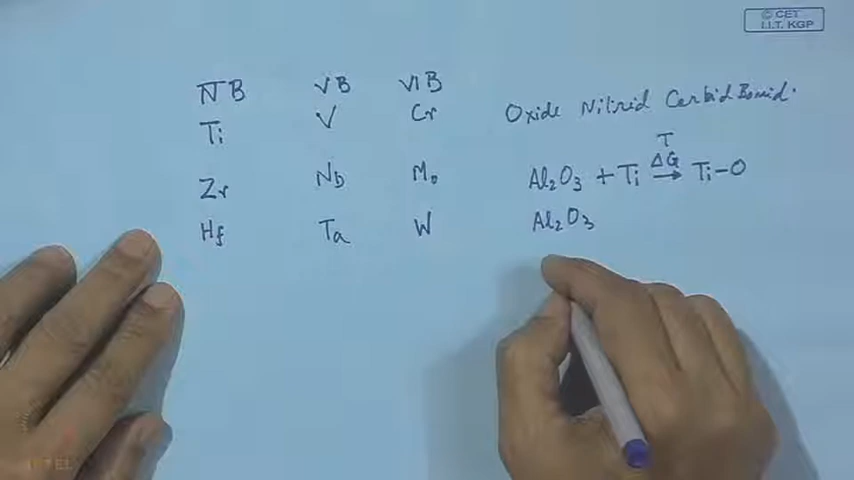 © CET
I.I.T. KGP
IVB VB VIB
Ti V Cr
Zr Nb Mo
Hf Ta W
Oxide Nitrid Carbid Bomid.
T
ΔG
Al₂O₃ + Ti → Ti-O
Al₂O₃